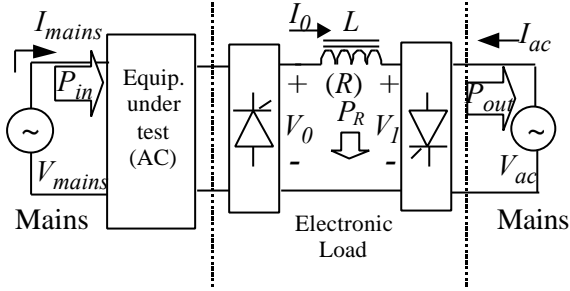 I_mains
P_in
~
V_mains
Mains
Equip.
under
test
(AC)
I_0
L
+
(R)
+
P_R
V_0
V_1
-
-
Electronic
Load
I_ac
P_out
~
V_ac
Mains